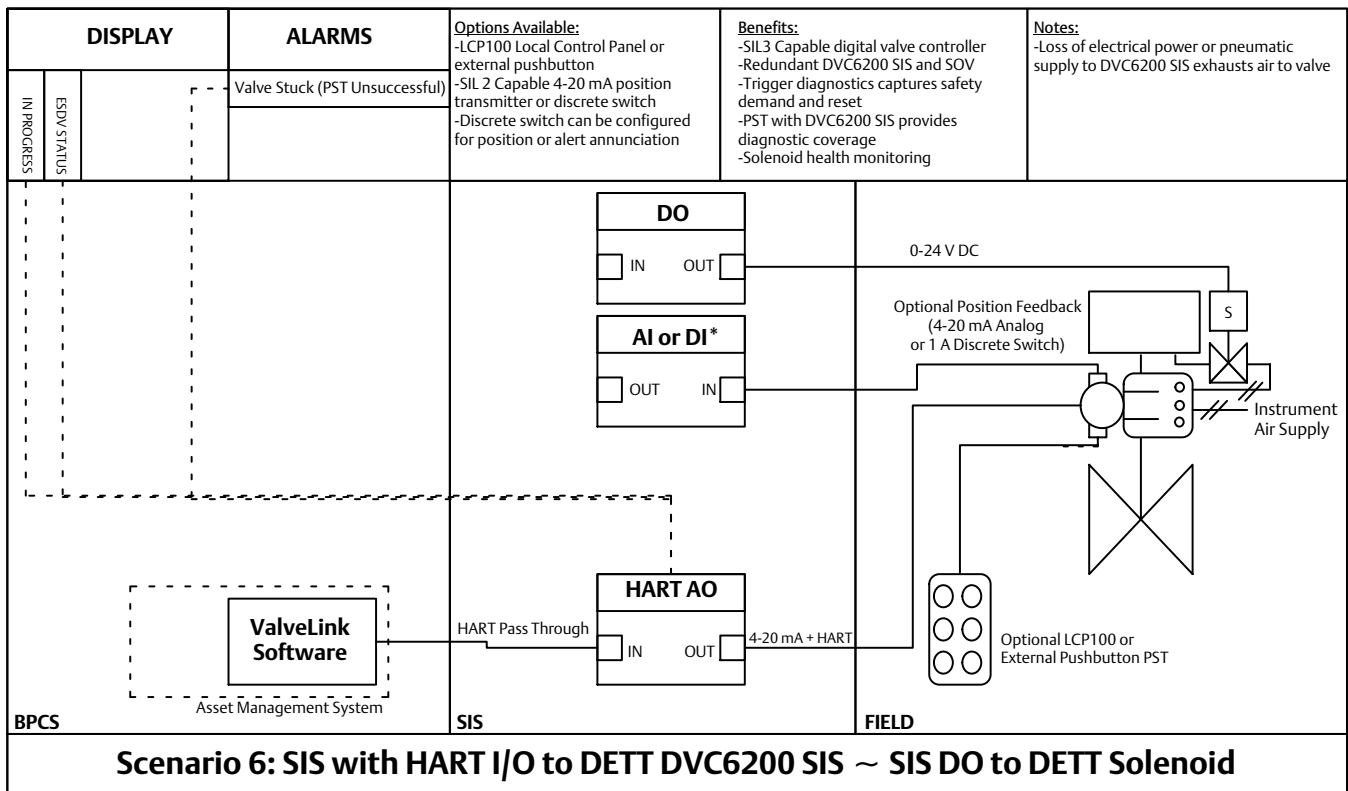 DISPLAY
ALARMS
IN PROGRESS
ESDV STATUS
Valve Stuck (PST Unsuccessful)
Options Available:
-LCP100 Local Control Panel or
external pushbutton
-SIL 2 Capable 4-20 mA position
transmitter or discrete switch
-Discrete switch can be configured
for position or alert annunciation
Benefits:
-SIL3 Capable digital valve controller
-Redundant DVC6200 SIS and SOV
-Trigger diagnostics captures safety
demand and reset
-PST with DVC6200 SIS provides
diagnostic coverage
-Solenoid health monitoring
Notes:
-Loss of electrical power or pneumatic
supply to DVC6200 SIS exhausts air to valve
DO
IN OUT
0-24 V DC
S
Optional Position Feedback
(4-20 mA Analog
or 1 A Discrete Switch)
AI or DI*
OUT IN
Instrument
Air Supply
HART AO
IN OUT
ValveLink
Software
HART Pass Through
4-20 mA + HART
Optional LCP100 or
External Pushbutton PST
Asset Management System
BPCS
SIS
FIELD
Scenario 6: SIS with HART I/O to DETT DVC6200 SIS ~ SIS DO to DETT Solenoid